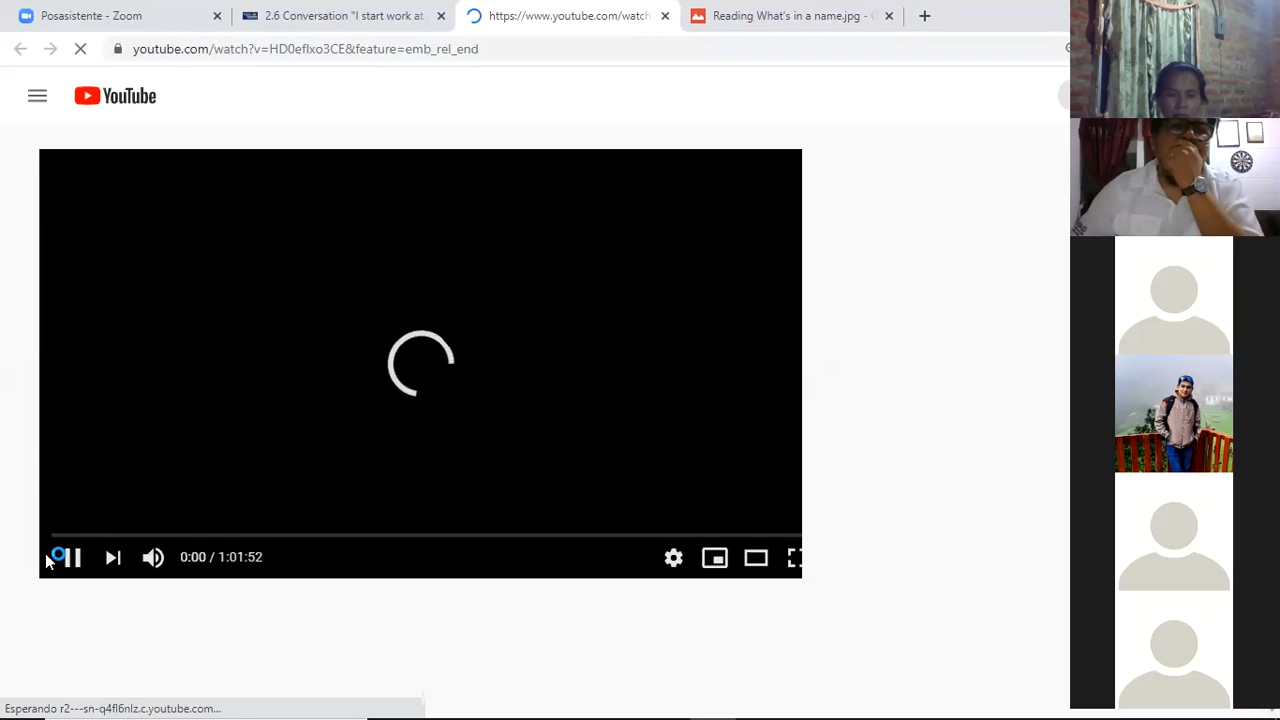 Posasistente - Zoom
2.6 Conversation "I start work at
https://www.youtube.com/watch
Reading What's in a name.jpg - G
youtube.com/watch?v=HD0efIxo3CE&feature=emb_rel_end
YouTube
0:00 / 1:01:52
Esperando r2---sn-q4fl6nlz.c.youtube.com...